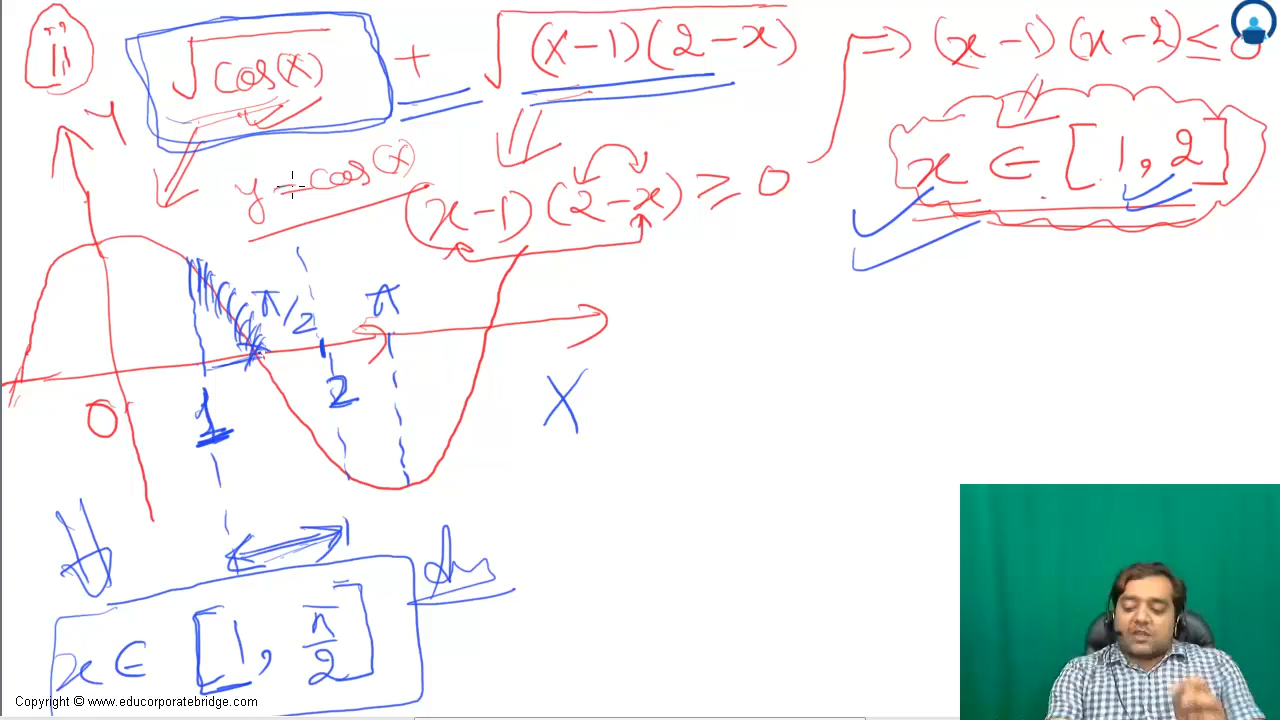 ii
√cos(x) + √(x-1)(2-x)
⇒ (x-1)(x-2) ≤ 0
x ∈ [1, 2]
y = cos(x)
(x-1)(2-x) ≥ 0
Y
π/2
π
0
1
2
X
Ans
x ∈ [1, π/2]
Copyright © www.educorporatebridge.com